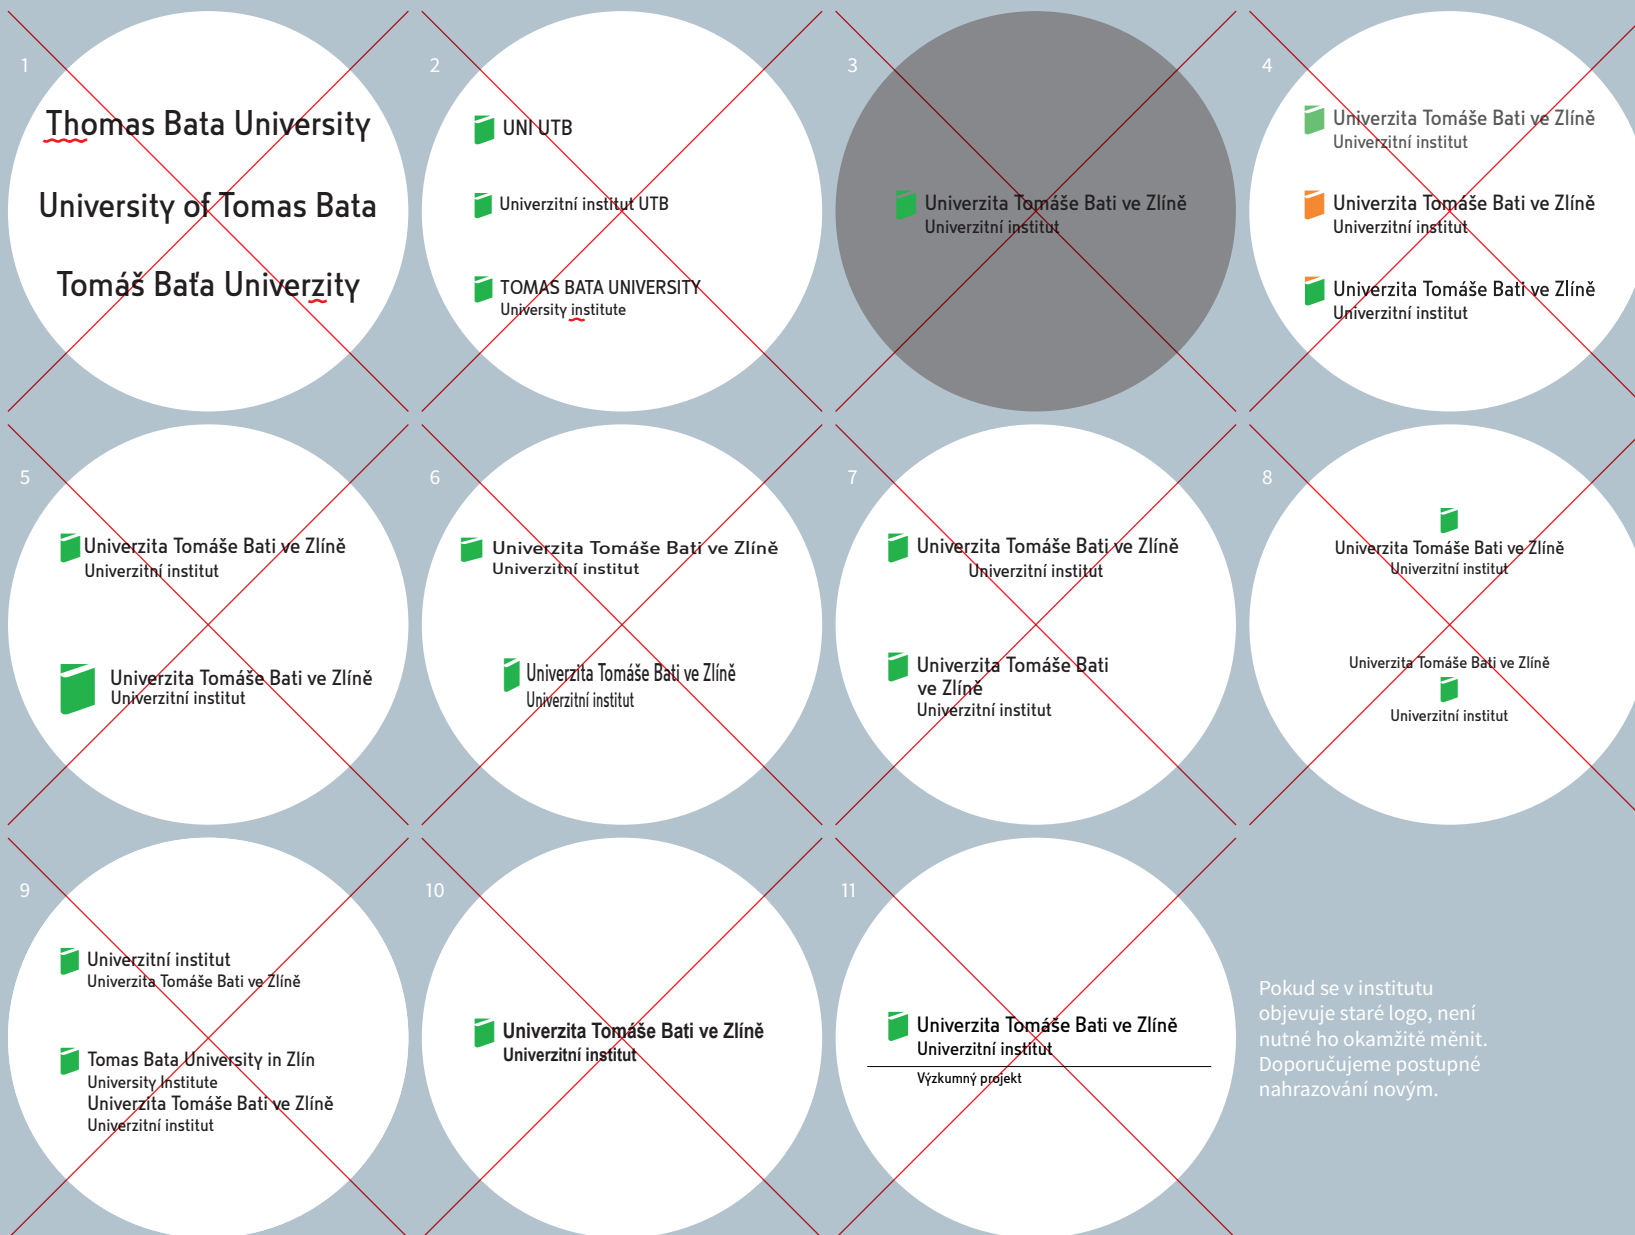 1
Thomas Bata University
University of Tomas Bata
Tomáš Baťa Univerzity
2
UNI UTB
Univerzitní institut UTB
TOMAS BATA UNIVERSITY
University institute
3
Univerzita Tomáše Bati ve Zlíně
Univerzitní institut
4
Univerzita Tomáše Bati ve Zlíně
Univerzitní institut
Univerzita Tomáše Bati ve Zlíně
Univerzitní institut
Univerzita Tomáše Bati ve Zlíně
Univerzitní institut
5
Univerzita Tomáše Bati ve Zlíně
Univerzitní institut
Univerzita Tomáše Bati ve Zlíně
Univerzitní institut
6
Univerzita Tomáše Bati ve Zlíně
Univerzitní institut
Univerzita Tomáše Bati ve Zlíně
Univerzitní institut
7
Univerzita Tomáše Bati ve Zlíně
Univerzitní institut
Univerzita Tomáše Bati
ve Zlíně
Univerzitní institut
8
Univerzita Tomáše Bati ve Zlíně
Univerzitní institut
Univerzita Tomáše Bati ve Zlíně
Univerzitní institut
9
Univerzitní institut
Univerzita Tomáše Bati ve Zlíně
Tomas Bata University in Zlín
University Institute
Univerzita Tomáše Bati ve Zlíně
Univerzitní institut
10
Univerzita Tomáše Bati ve Zlíně
Univerzitní institut
11
Univerzita Tomáše Bati ve Zlíně
Univerzitní institut
Výzkumný projekt
Pokud se v institutu
objevuje staré logo, není
nutné ho okamžitě měnit.
Doporučujeme postupné
nahrazování novým.